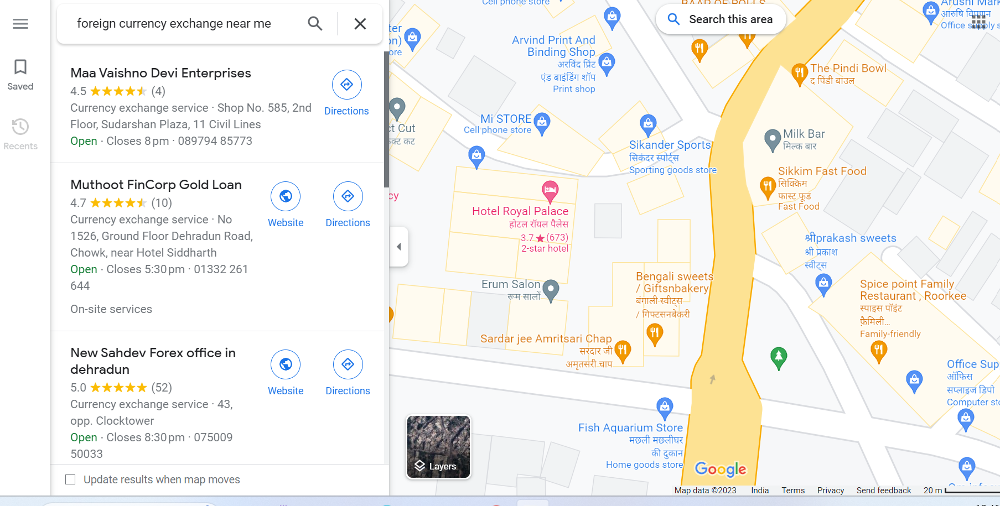 foreign currency exchange near me
Saved
Recents
Maa Vaishno Devi Enterprises
4.5 (4)
Currency exchange service · Shop No. 585, 2nd
Floor, Sudarshan Plaza, 11 Civil Lines
Open · Closes 8 pm · 089794 85773
Directions
Muthoot FinCorp Gold Loan
4.7 (10)
Currency exchange service · No
1526, Ground Floor Dehradun Road,
Chowk, near Hotel Siddharth
Open · Closes 5:30 pm · 01332 261
644
On-site services
Website
Directions
New Sahdev Forex office in
dehradun
5.0 (52)
Currency exchange service · 43,
opp. Clocktower
Open · Closes 8:30 pm · 075009
50033
Website
Directions
Update results when map moves
Cell phone store
Search this area
Office supply s
Arvind Print And
Binding Shop
अरविंद प्रिंट
एंड बाइंडिंग शॉप
Print shop
The Pindi Bowl
द पिंडी बाउल
Mi STORE
Cell phone store
ct Cut
Sikander Sports
सिकंदर स्पोर्ट्स
Sporting goods store
Milk Bar
मिल्क बार
Sikkim Fast Food
सिक्किम
फास्ट फूड
Fast Food
cy
Hotel Royal Palace
होटल रॉयल पैलेस
3.7 (673)
2-star hotel
श्रीprakash sweets
श्री प्रकाश
स्वीट्स
Bengali sweets
/ Giftsnbakery
बंगाली स्वीट्स
/ गिफ्टसनबेकरी
Erum Salon
रूम सालों
Spice point Family
Restaurant , Roorkee
स्पाइस पॉइंट
फ़ैमिली...
Family-friendly
Sardar jee Amritsari Chap
सरदार जी
अमृतसरी चाप
Office Sup
ऑफिस
सप्लाइज डिपो
Computer sto
Fish Aquarium Store
मछली मछलीघर
की दुकान
Home goods store
Layers
Google
Map data ©2023 India Terms Privacy Send feedback 20 m